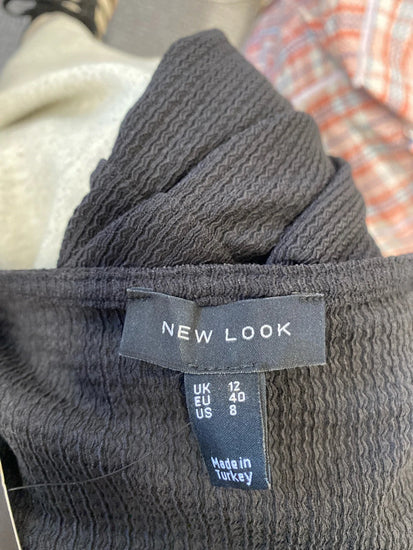 NEW LOOK
UK 12
EU 40
US 8
Made in
Turkey